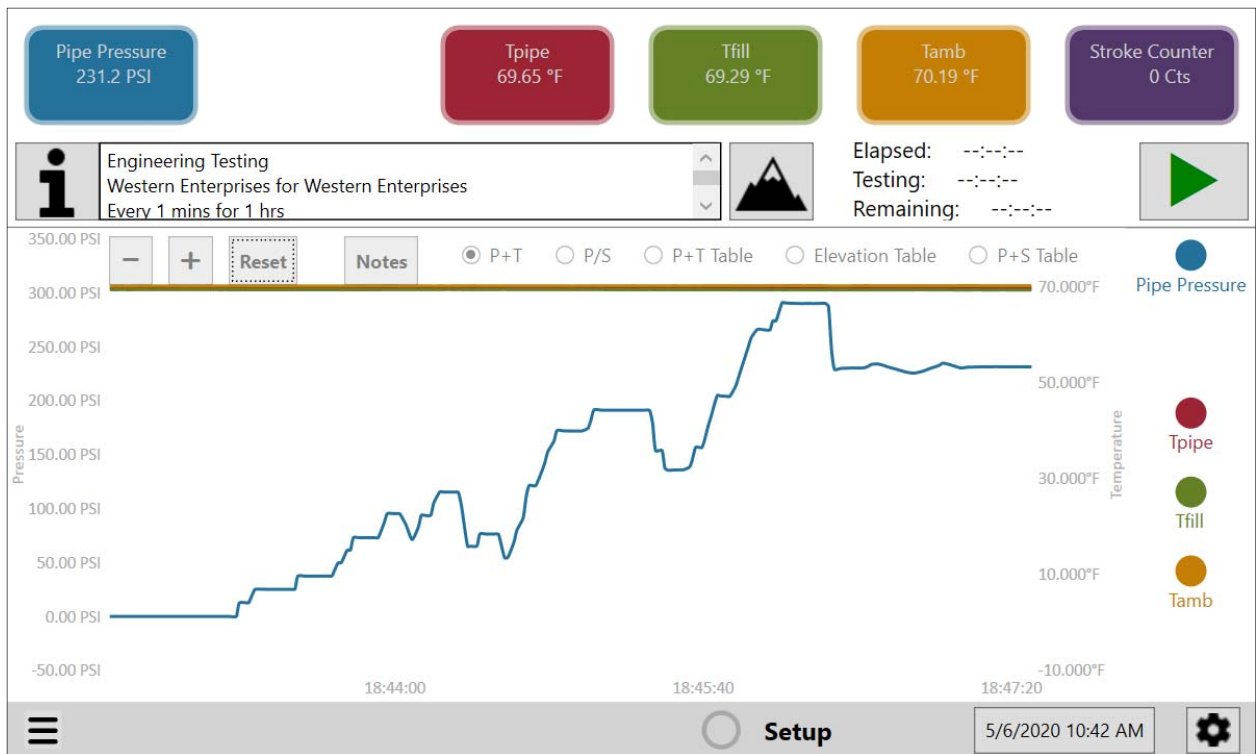 Pipe Pressure
231.2 PSI
Tpipe
69.65 °F
Tfill
69.29 °F
Tamb
70.19 °F
Stroke Counter
0 Cts
Engineering Testing
Western Enterprises for Western Enterprises
Every 1 mins for 1 hrs
Elapsed: --:--:--
Testing: --:--:--
Remaining: --:--:--
− + Reset Notes P+T P/S P+T Table Elevation Table P+S Table
350.00 PSI
300.00 PSI
250.00 PSI
200.00 PSI
150.00 PSI
100.00 PSI
50.00 PSI
0.00 PSI
-50.00 PSI
Pressure
70.000°F
50.000°F
30.000°F
10.000°F
-10.000°F
Temperature
18:44:00 18:45:40 18:47:20
Pipe Pressure
Tpipe
Tfill
Tamb
Setup
5/6/2020 10:42 AM